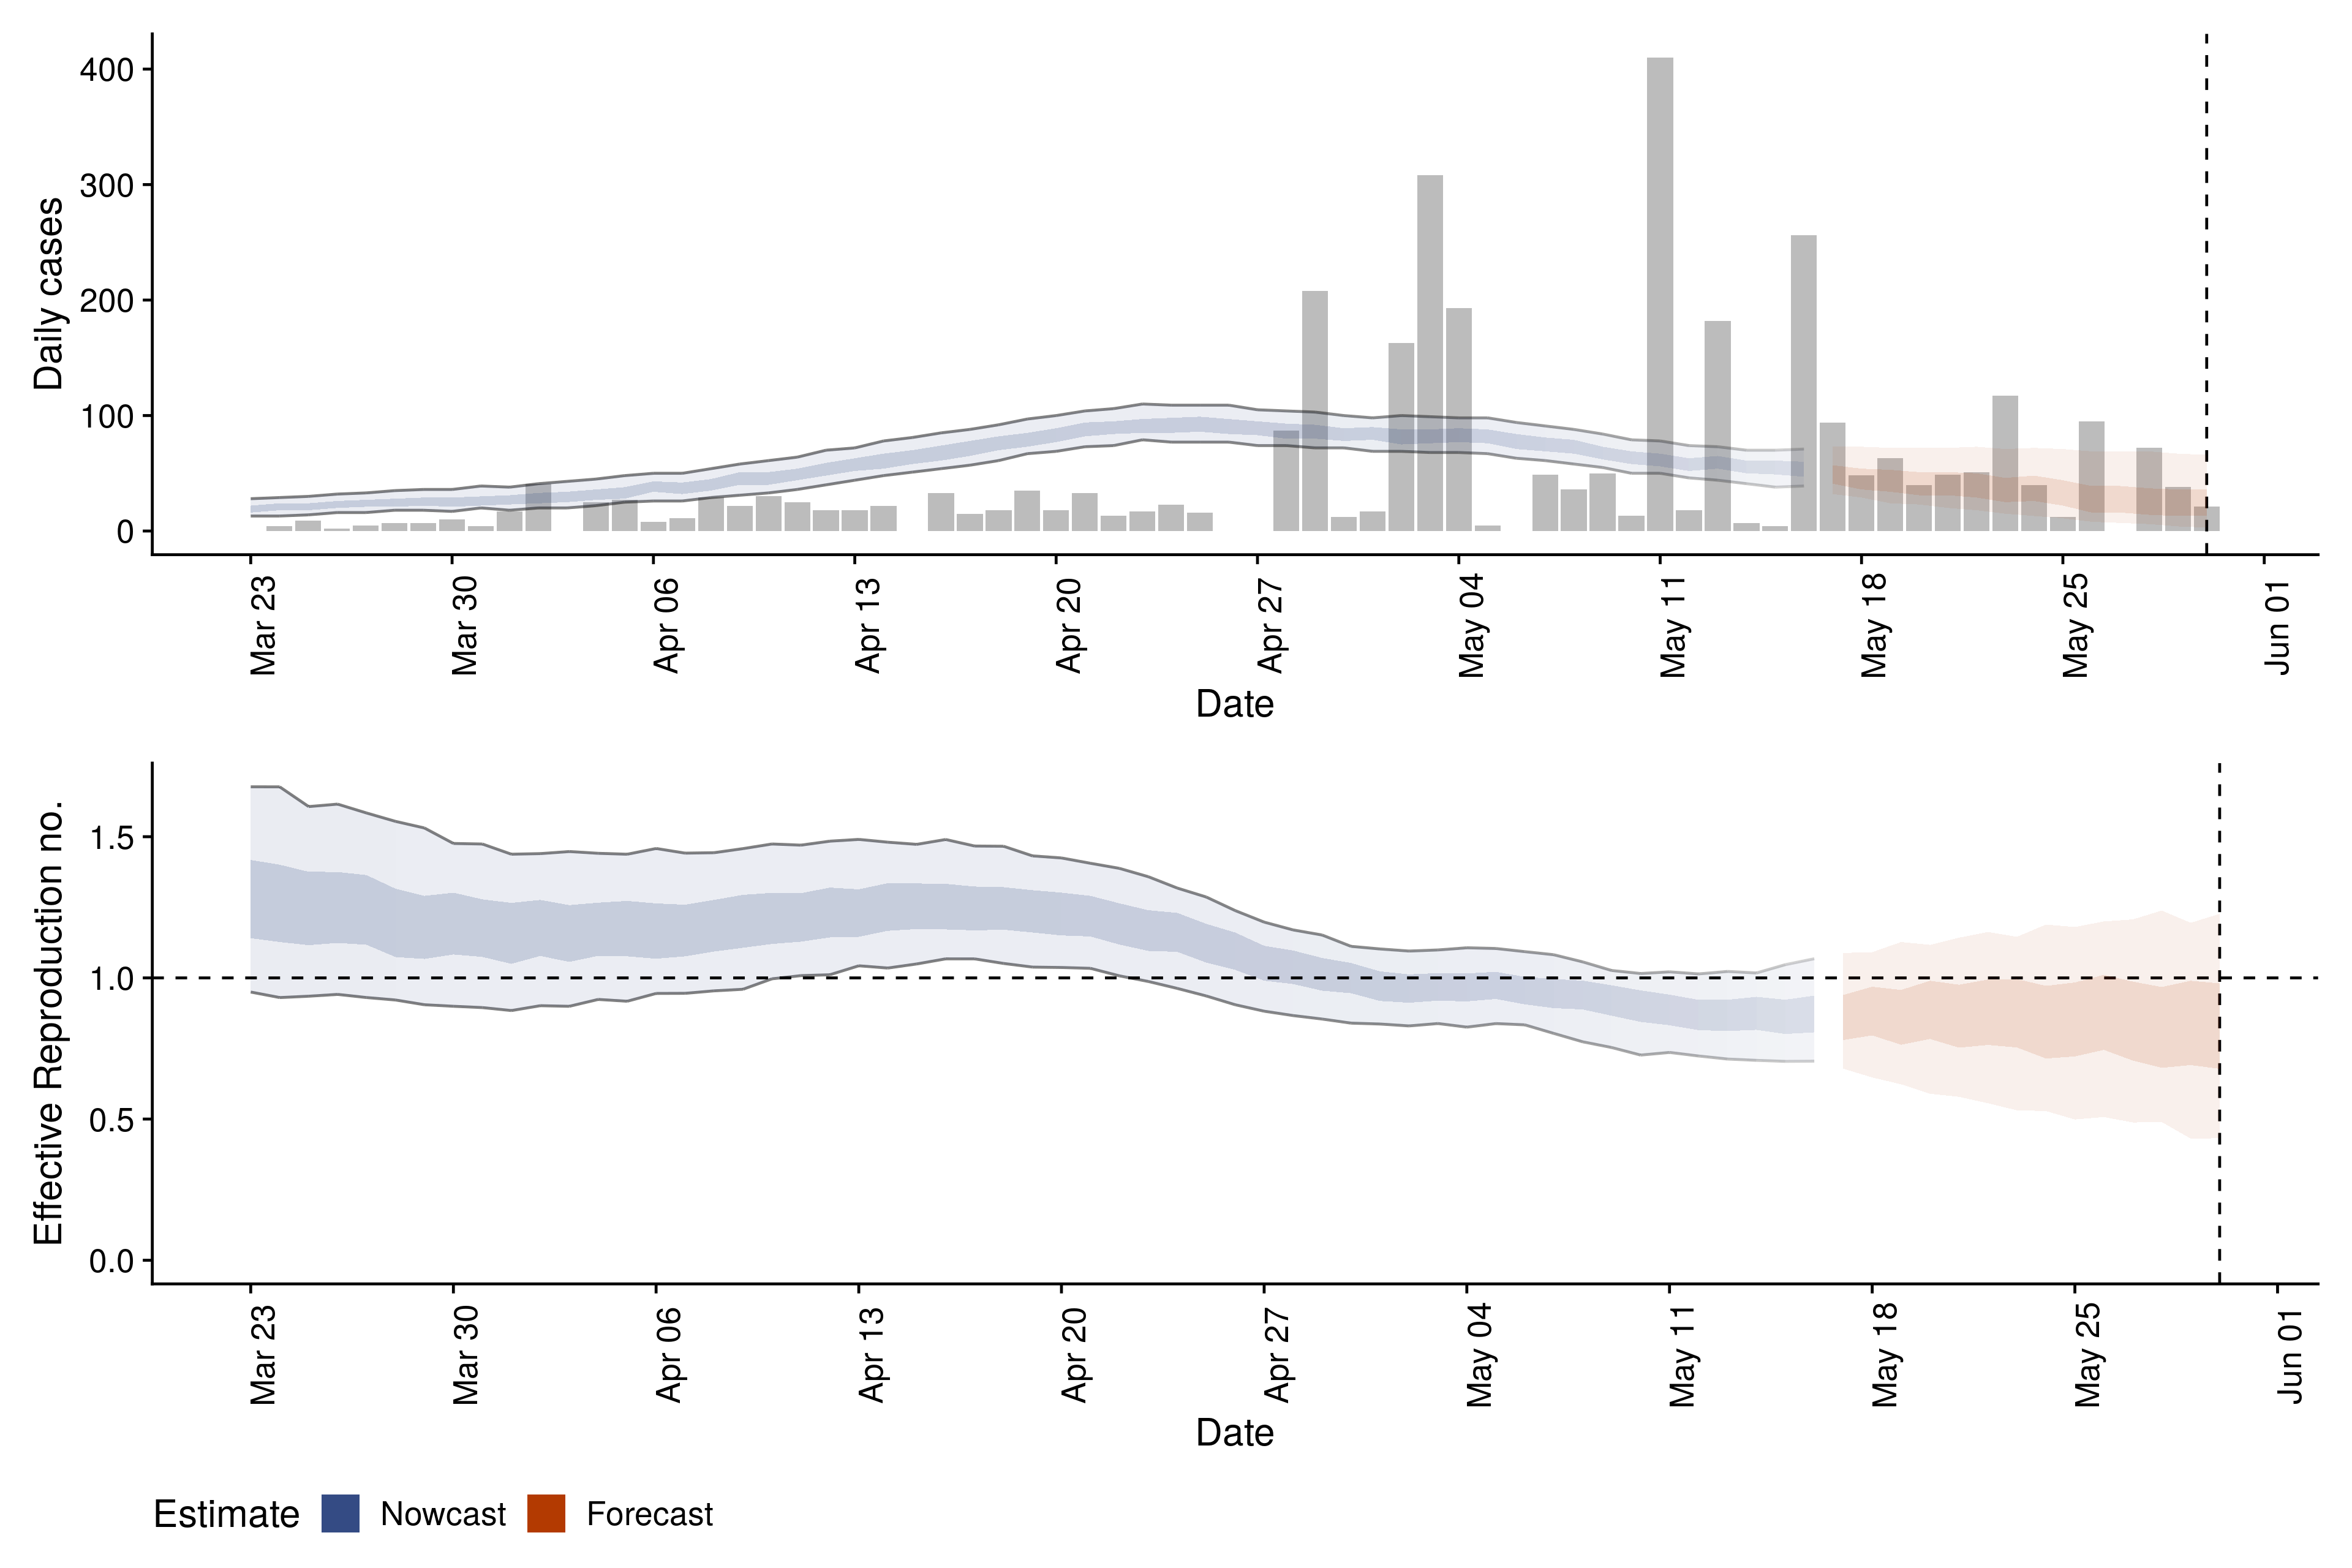 400
300
200
100
0
Daily cases
Mar 23
Mar 30
Apr 06
Apr 13
Apr 20
Apr 27
May 04
May 11
May 18
May 25
Jun 01
Date
1.5
1.0
0.5
0.0
Effective Reproduction no.
Mar 23
Mar 30
Apr 06
Apr 13
Apr 20
Apr 27
May 04
May 11
May 18
May 25
Jun 01
Date
Estimate Nowcast Forecast